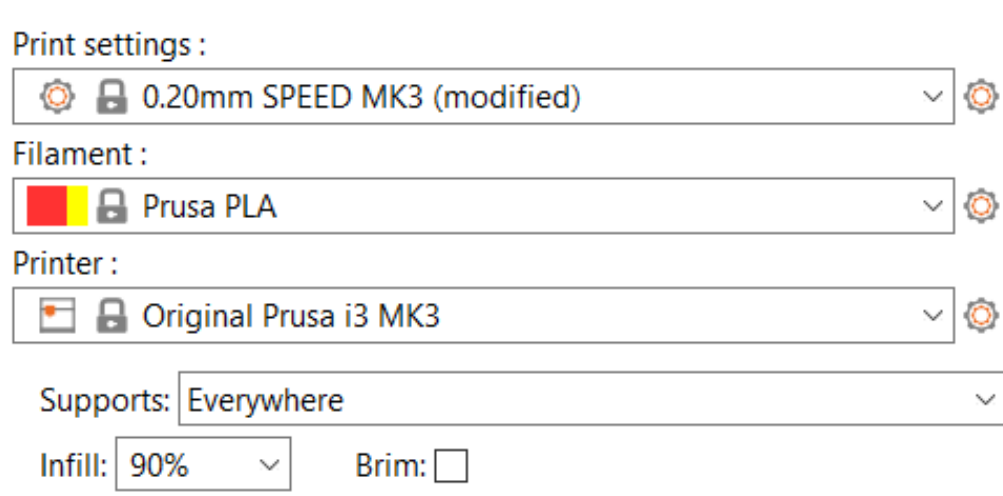 Print settings :
0.20mm SPEED MK3 (modified)
Filament :
Prusa PLA
Printer :
Original Prusa i3 MK3
Supports: Everywhere
Infill: 90% Brim: